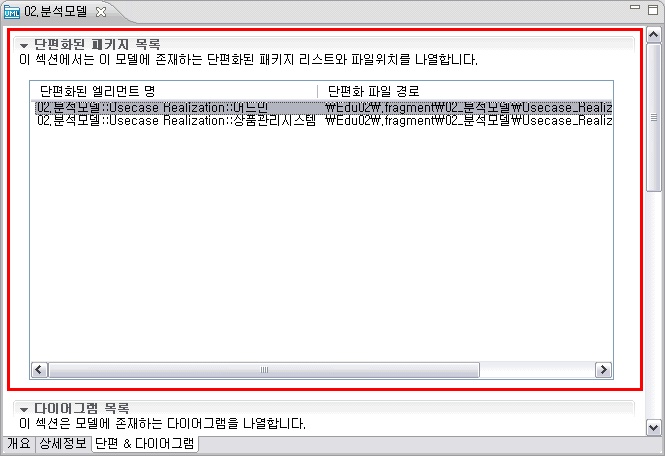 UML 02.분석모델
단편화된 패키지 목록
이 섹션에서는 이 모델에 존재하는 단편화된 패키지 리스트와 파일위치를 나열합니다.
단편화된 엘리먼트 명 단편화 파일 경로
02.분석모델::Usecase Realization::어드민 ₩Edu02₩.fragment₩02_분석모델₩Usecase_Realiz
02.분석모델::Usecase Realization::상품관리시스템 ₩Edu02₩.fragment₩02_분석모델₩Usecase_Realiz
다이어그램 목록
이 섹션은 모델에 존재하는 다이어그램을 나열합니다.
개요 상세정보 단편 & 다이어그램